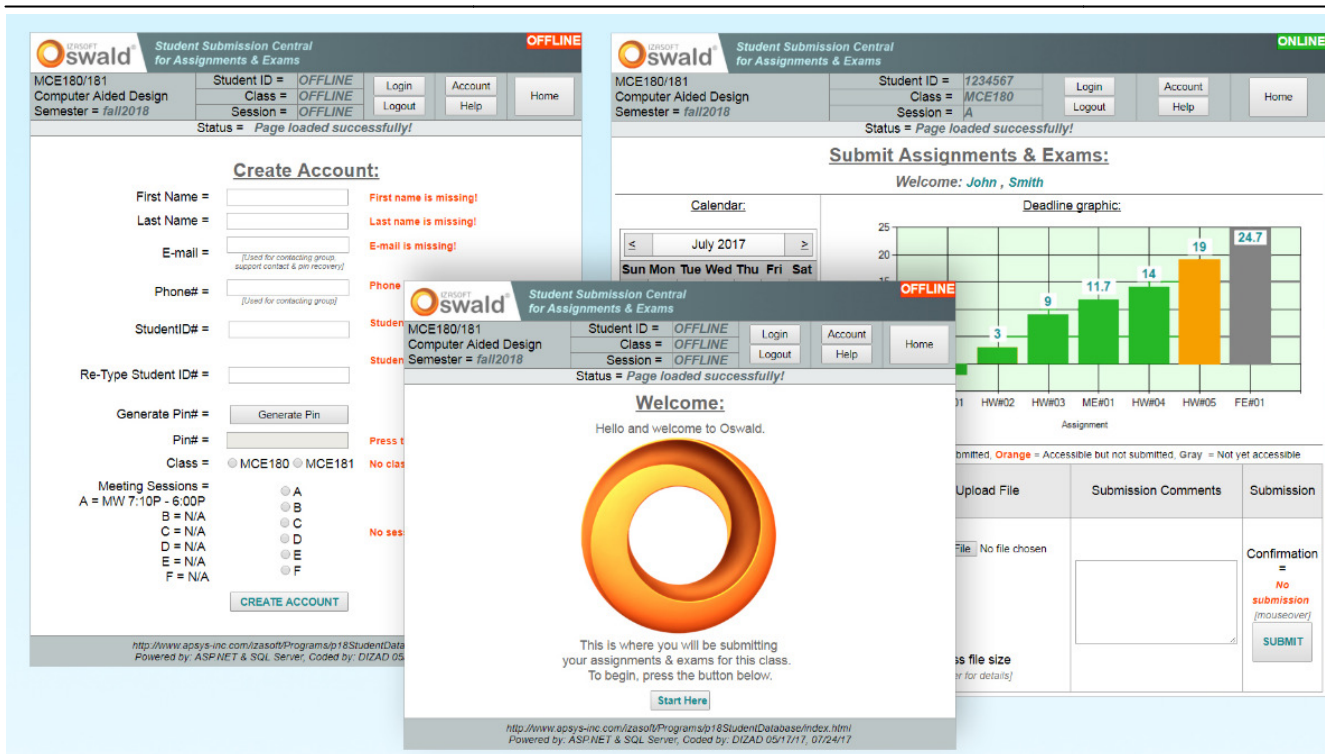 IZASOFT
Oswald®
Student Submission Central
for Assignments & Exams
OFFLINE
MCE180/181
Computer Aided Design
Semester = fall2018
Student ID = OFFLINE
Class = OFFLINE
Session = OFFLINE
Login
Logout
Account
Help
Home
Status = Page loaded successfully!
Create Account:
First Name =
First name is missing!
Last Name =
Last name is missing!
E-mail =
E-mail is missing!
[Used for contacting group,
support contact & pin recovery]
Phone# =
Phone
[Used for contacting group]
StudentID# =
Studen
Studen
Re-Type Student ID# =
Generate Pin# =
Generate Pin
Pin# =
Press t
Class =
MCE180 MCE181
No clas
Meeting Sessions =
A = MW 7:10P - 6:00P
B = N/A
C = N/A
D = N/A
E = N/A
F = N/A
A
B
C
D
E
F
No ses
CREATE ACCOUNT
http://www.apsys-inc.com/izasoft/Programs/p18StudentData
Powered by: ASP.NET & SQL Server, Coded by: DIZAD 05
IZASOFT
Oswald®
Student Submission Central
for Assignments & Exams
OFFLINE
MCE180/181
Computer Aided Design
Semester = fall2018
Student ID = OFFLINE
Class = OFFLINE
Session = OFFLINE
Login
Logout
Account
Help
Home
Status = Page loaded successfully!
Welcome:
Hello and welcome to Oswald.
This is where you will be submitting
your assignments & exams for this class.
To begin, press the button below.
Start Here
http://www.apsys-inc.com/izasoft/Programs/p18StudentDatabase/index.html
Powered by: ASP.NET & SQL Server, Coded by: DIZAD 05/17/17, 07/24/17
IZASOFT
Oswald®
Student Submission Central
for Assignments & Exams
ONLINE
MCE180/181
Computer Aided Design
Semester = fall2018
Student ID = 1234567
Class = MCE180
Session = A
Login
Logout
Account
Help
Home
Status = Page loaded successfully!
Submit Assignments & Exams:
Welcome: John , Smith
Calendar:
< July 2017 >
Sun Mon Tue Wed Thu Fri Sat
Deadline graphic:
25
20
3
9
11.7
14
19
24.7
01 HW#02 HW#03 ME#01 HW#04 HW#05 FE#01
Assignment
bmitted, Orange = Accessible but not submitted, Gray = Not yet accessible
Upload File
Submission Comments
Submission
File No file chosen
Confirmation
=
No
submission
[mouseover]
SUBMIT
ss file size
er for details]